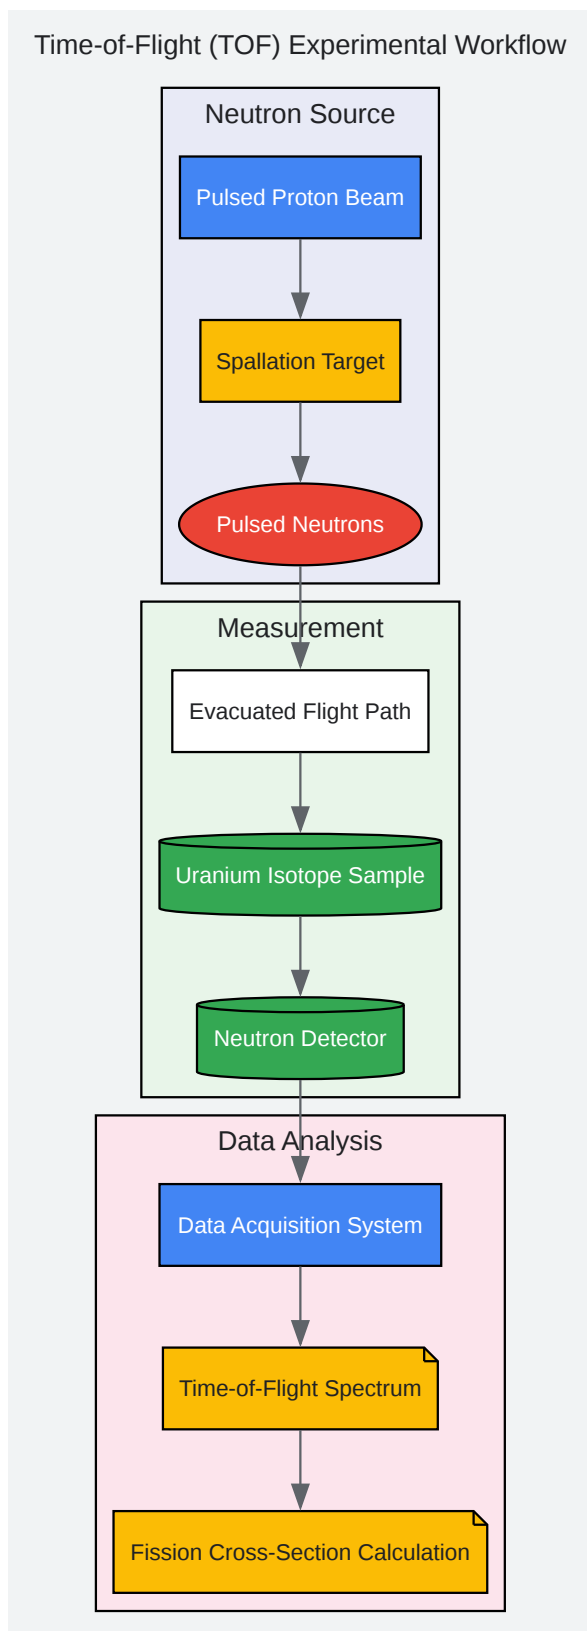 Time-of-Flight (TOF) Experimental Workflow
Neutron Source
Pulsed Proton Beam
Spallation Target
Pulsed Neutrons
Measurement
Evacuated Flight Path
Uranium Isotope Sample
Neutron Detector
Data Analysis
Data Acquisition System
Time-of-Flight Spectrum
Fission Cross-Section Calculation